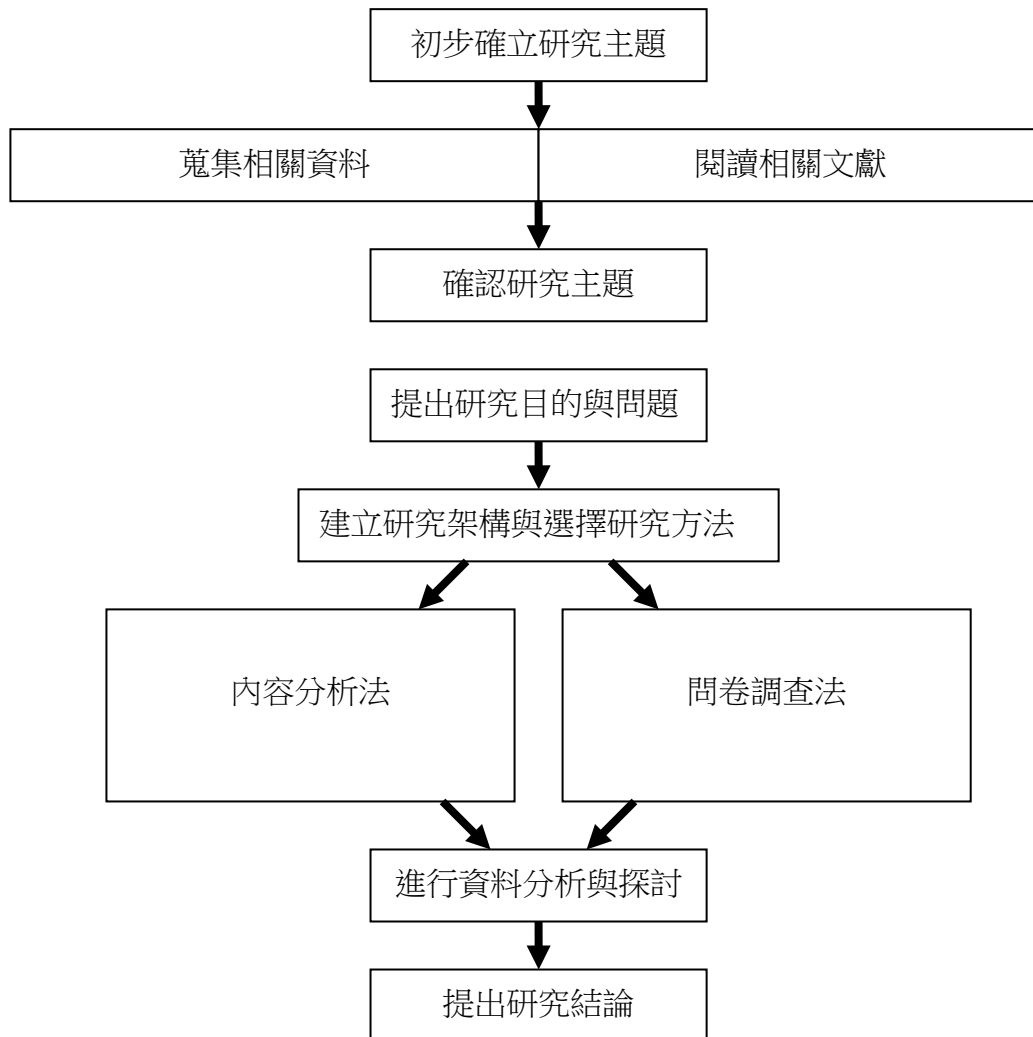 初步確立研究主題
蒐集相關資料
閱讀相關文獻
確認研究主題
提出研究目的與問題
建立研究架構與選擇研究方法
內容分析法
問卷調查法
進行資料分析與探討
提出研究結論